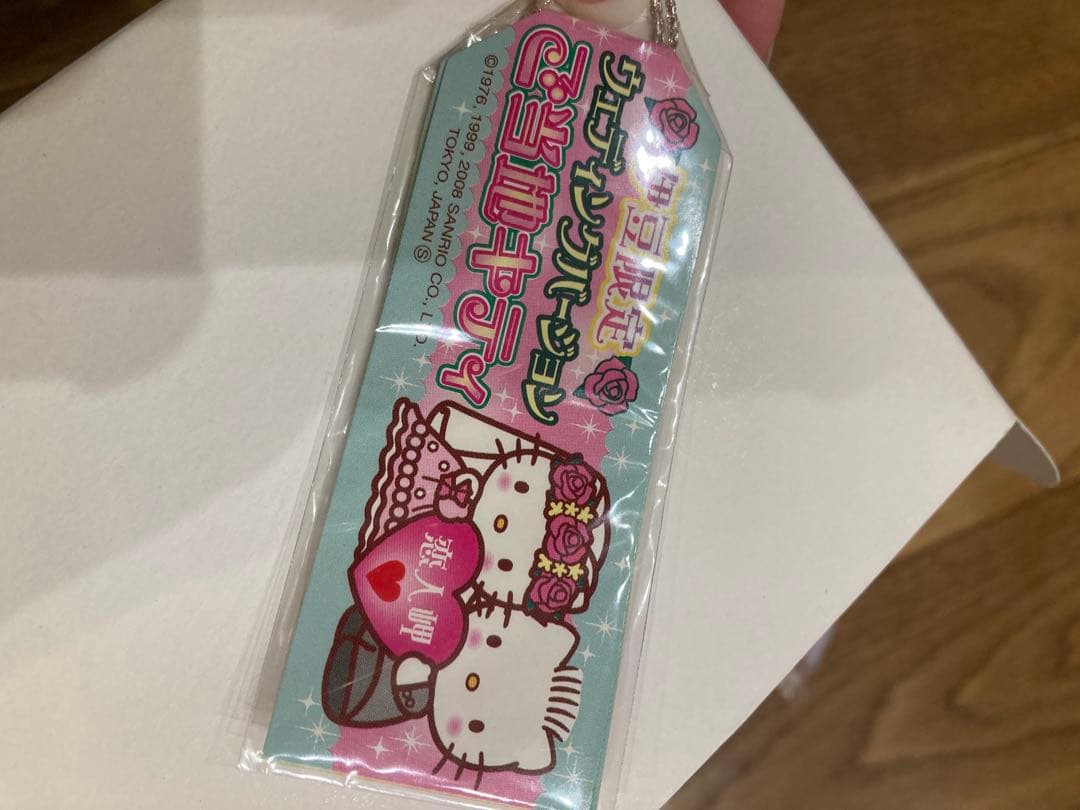 伊豆限定
ウエディングバージョン
ご当地キティ
©1976, 1999, 2008 SANRIO CO., LTD.
TOKYO, JAPAN Ⓢ
恋人岬